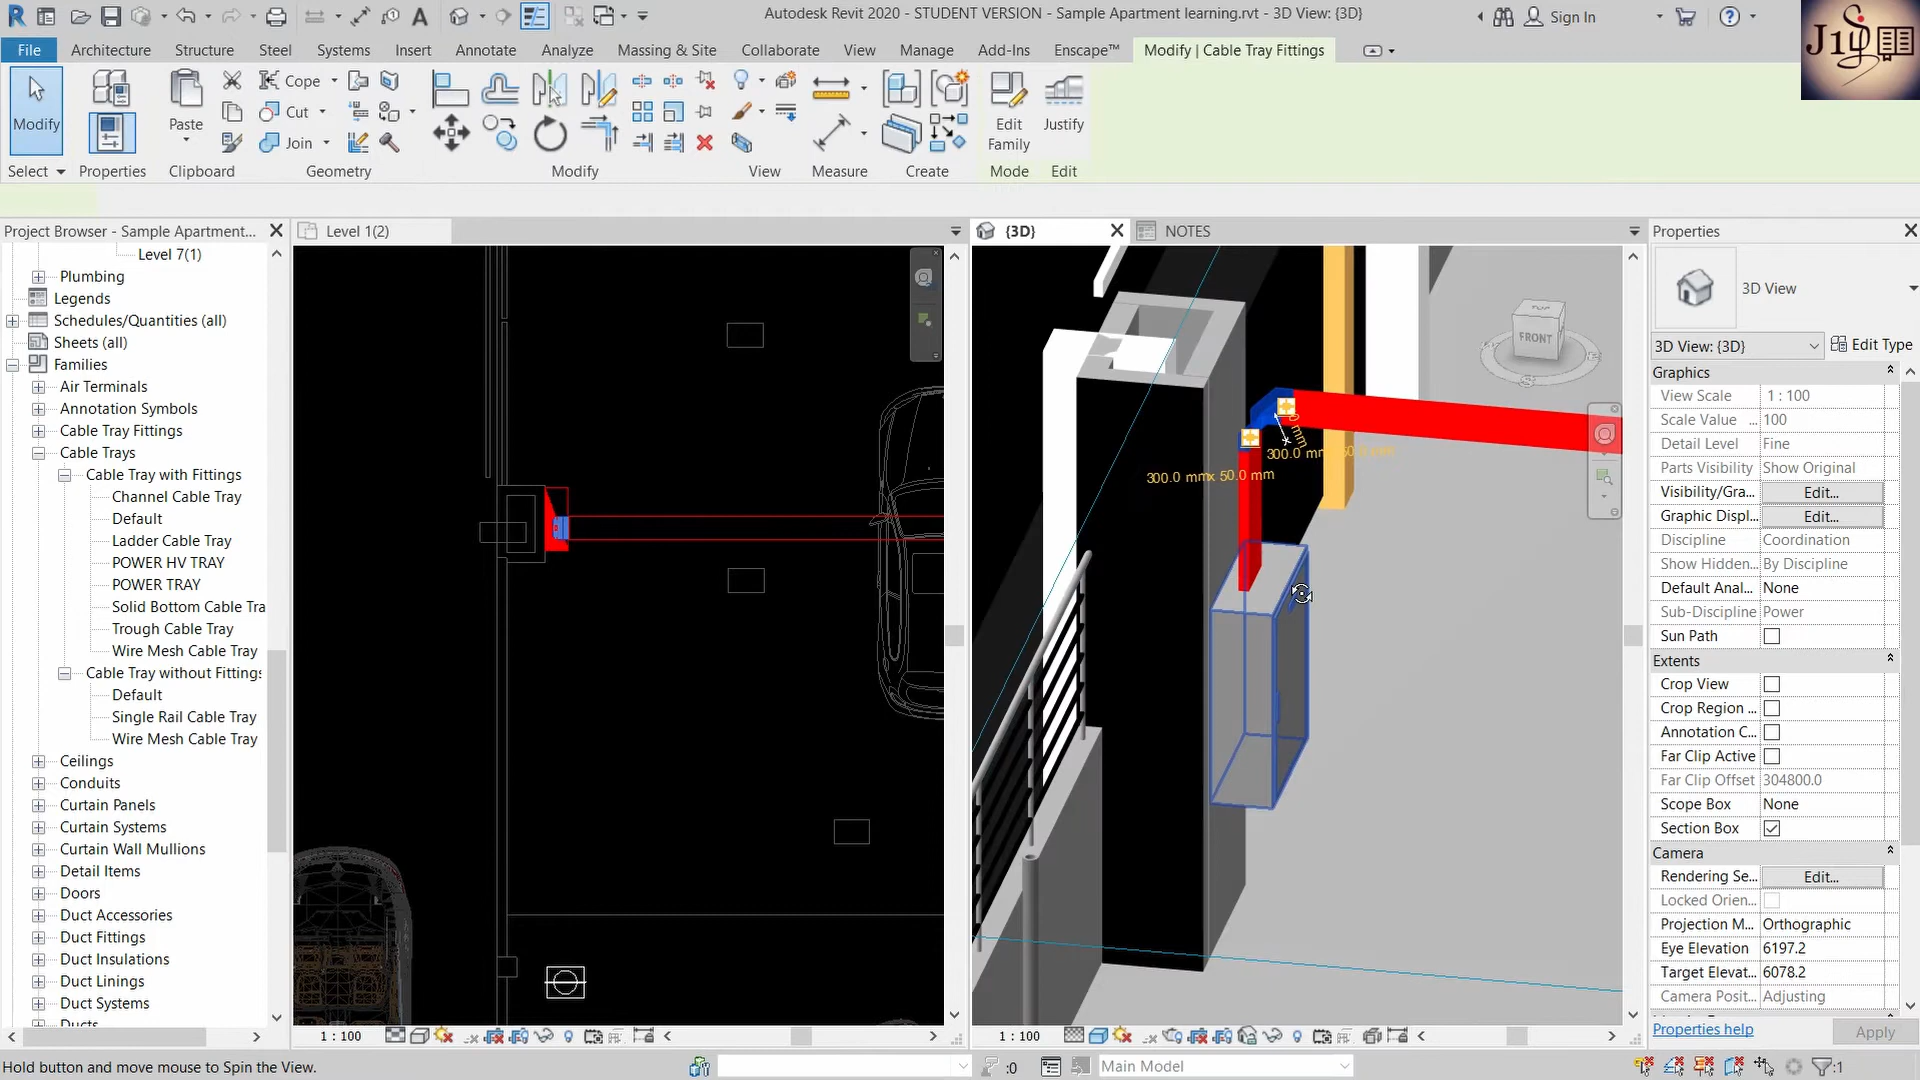 Autodesk Revit 2020 - STUDENT VERSION - Sample Apartment learning.rvt - 3D View: {3D}
Sign In
File Architecture Structure Steel Systems Insert Annotate Analyze Massing & Site Collaborate View Manage Add-Ins Enscape™ Modify | Cable Tray Fittings
Modify
Paste
Cope
Cut
Join
Edit
Family
Justify
Select Properties Clipboard Geometry Modify View Measure Create Mode Edit
Project Browser - Sample Apartment...
Level 7(1)
Plumbing
Legends
Schedules/Quantities (all)
Sheets (all)
Families
Air Terminals
Annotation Symbols
Cable Tray Fittings
Cable Trays
Cable Tray with Fittings
Channel Cable Tray
Default
Ladder Cable Tray
POWER HV TRAY
POWER TRAY
Solid Bottom Cable Tra
Trough Cable Tray
Wire Mesh Cable Tray
Cable Tray without Fittings
Default
Single Rail Cable Tray
Wire Mesh Cable Tray
Ceilings
Conduits
Curtain Panels
Curtain Systems
Curtain Wall Mullions
Detail Items
Doors
Duct Accessories
Duct Fittings
Duct Insulations
Duct Linings
Duct Systems
Ducts
Level 1(2)
1 : 100
{3D}
NOTES
TOP
FRONT
300.0 mmx 50.0 mm
1 : 100
Properties
3D View
3D View: {3D} Edit Type
Graphics
View Scale 1 : 100
Scale Value ... 100
Detail Level Fine
Parts Visibility Show Original
Visibility/Gra... Edit...
Graphic Displ... Edit...
Discipline Coordination
Show Hidden... By Discipline
Default Anal... None
Sub-Discipline Power
Sun Path
Extents
Crop View
Crop Region ...
Annotation C...
Far Clip Active
Far Clip Offset 304800.0
Scope Box None
Section Box
Camera
Rendering Se... Edit...
Locked Orien...
Projection M... Orthographic
Eye Elevation 6197.2
Target Elevat... 6078.2
Camera Posit... Adjusting
Properties help Apply
Hold button and move mouse to Spin the View.
:0
Main Model
:1